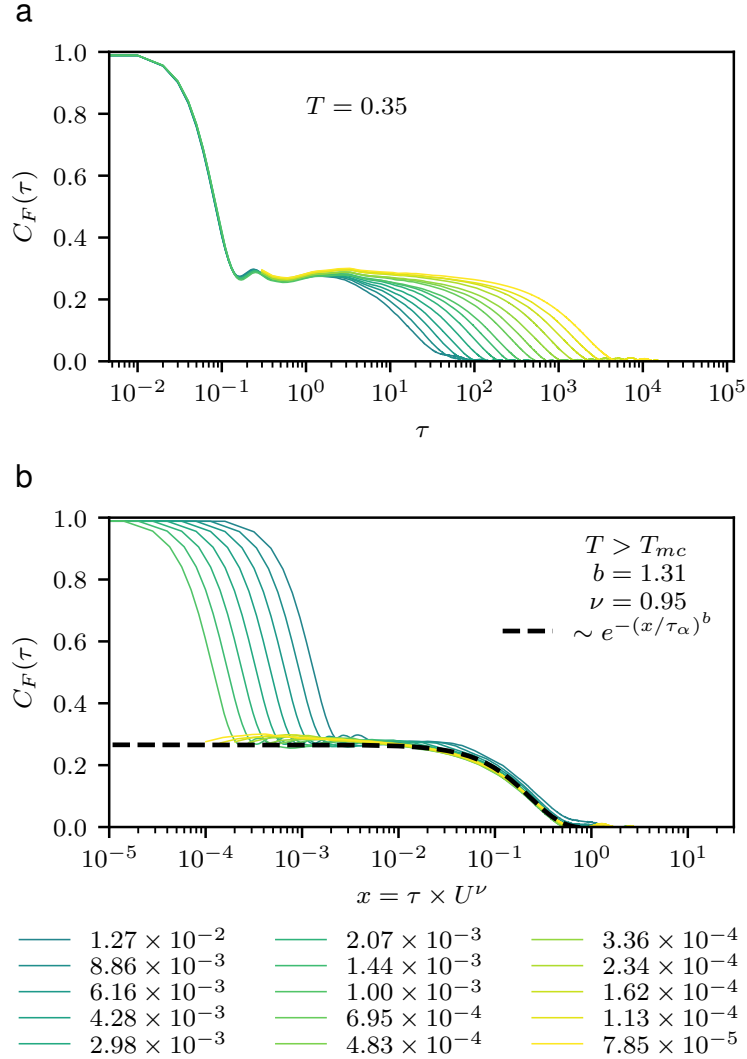 a
1.0
0.8
0.6
0.4
0.2
0.0
C_F(τ)
T = 0.35
10^{-2} 10^{-1} 10^0 10^1 10^2 10^3 10^4 10^5
τ
b
1.0
0.8
0.6
0.4
0.2
0.0
C_F(τ)
T > T_{mc}
b = 1.31
ν = 0.95
∼ e^{-(x/τ_α)^b}
10^{-5} 10^{-4} 10^{-3} 10^{-2} 10^{-1} 10^0 10^1
x = τ × U^ν
1.27 × 10^{-2} 2.07 × 10^{-3} 3.36 × 10^{-4}
8.86 × 10^{-3} 1.44 × 10^{-3} 2.34 × 10^{-4}
6.16 × 10^{-3} 1.00 × 10^{-3} 1.62 × 10^{-4}
4.28 × 10^{-3} 6.95 × 10^{-4} 1.13 × 10^{-4}
2.98 × 10^{-3} 4.83 × 10^{-4} 7.85 × 10^{-5}